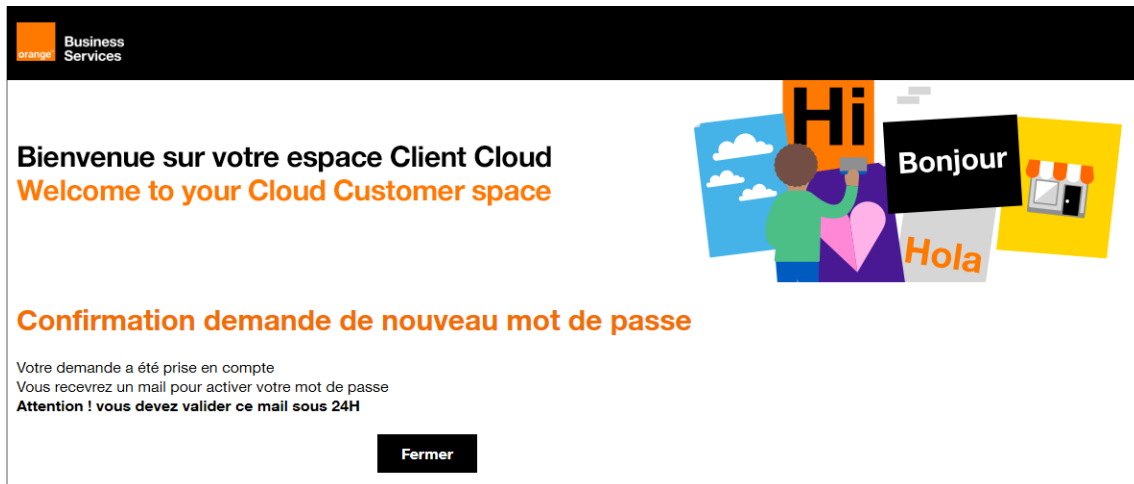 orange™
Business
Services
Hi
Bonjour
Hola
Bienvenue sur votre espace Client Cloud
Welcome to your Cloud Customer space
Confirmation demande de nouveau mot de passe
Votre demande a été prise en compte
Vous recevrez un mail pour activer votre mot de passe
Attention ! vous devez valider ce mail sous 24H
Fermer